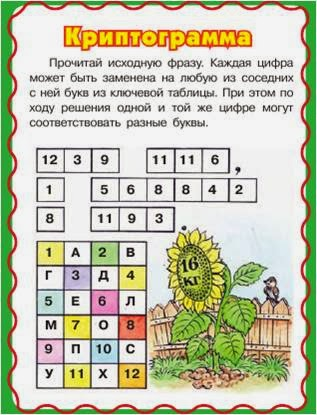 Криптограмма
Прочитай исходную фразу. Каждая цифра
может быть заменена на любую из соседних
с ней букв из ключевой таблицы. При этом по
ходу решения одной и той же цифре могут
соответствовать разные буквы.
12 3 9 11 11 6 ,
1 5 6 8 8 4 2
8 11 9 3 .
16 кг
1 А 2 В
Г 3 Д 4
5 Е 6 Л
М 7 О 8
9 П 10 С
У 11 Х 12